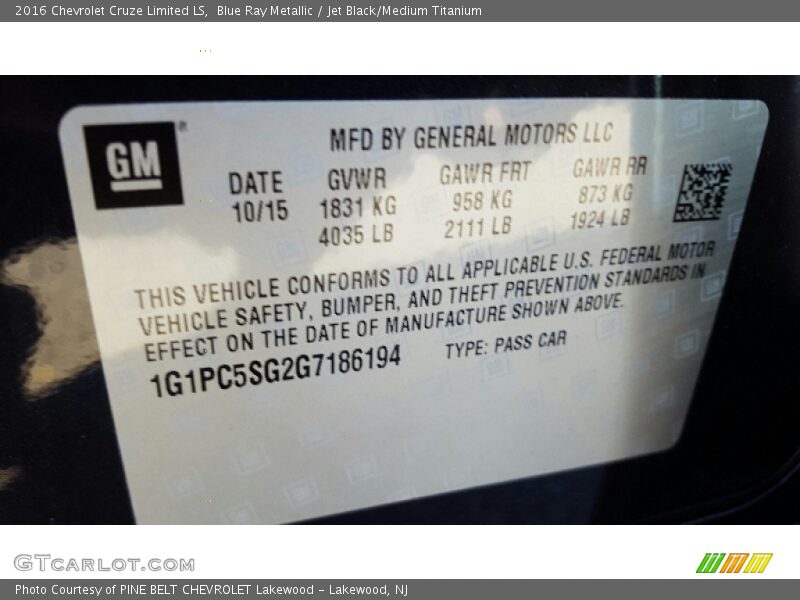 2016 Chevrolet Cruze Limited LS, Blue Ray Metallic / Jet Black/Medium Titanium
GM®
MFD BY GENERAL MOTORS LLC
DATE GVWR GAWR FRT GAWR RR
10/15 1831 KG 958 KG 873 KG
4035 LB 2111 LB 1924 LB
THIS VEHICLE CONFORMS TO ALL APPLICABLE U.S. FEDERAL MOTOR
VEHICLE SAFETY, BUMPER, AND THEFT PREVENTION STANDARDS IN
EFFECT ON THE DATE OF MANUFACTURE SHOWN ABOVE.
1G1PC5SG2G7186194 TYPE: PASS CAR
GTCARLOT.COM
Photo Courtesy of PINE BELT CHEVROLET Lakewood - Lakewood, NJ